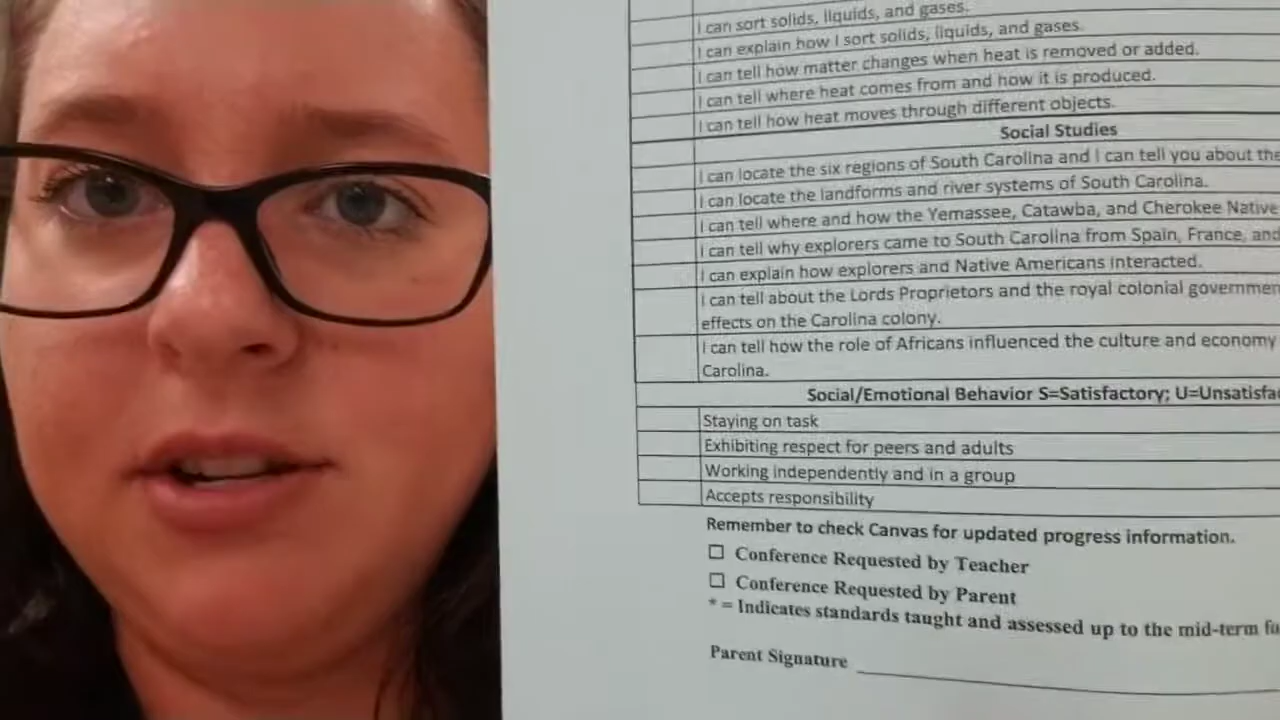 I can sort solids, liquids, and gases.
I can explain how I sort solids, liquids, and gases.
I can tell how matter changes when heat is removed or added.
I can tell where heat comes from and how it is produced.
I can tell how heat moves through different objects.
Social Studies
I can locate the six regions of South Carolina and I can tell you about the
I can locate the landforms and river systems of South Carolina.
I can tell where and how the Yemassee, Catawba, and Cherokee Native
I can tell why explorers came to South Carolina from Spain, France, and
I can explain how explorers and Native Americans interacted.
I can tell about the Lords Proprietors and the royal colonial
effects on the Carolina colony.
I can tell how the role of Africans influenced the culture and economy
Carolina.
Social/Emotional Behavior S=Satisfactory;
Staying on task
Exhibiting respect for peers and adults
Working independently and in a group
Accepts responsibility
Remember to check Canvas for updated progress information.
☐ Conference Requested by Teacher
☐ Conference Requested by Parent
* = Indicates standards taught and assessed up to the mid-term
Parent Signature